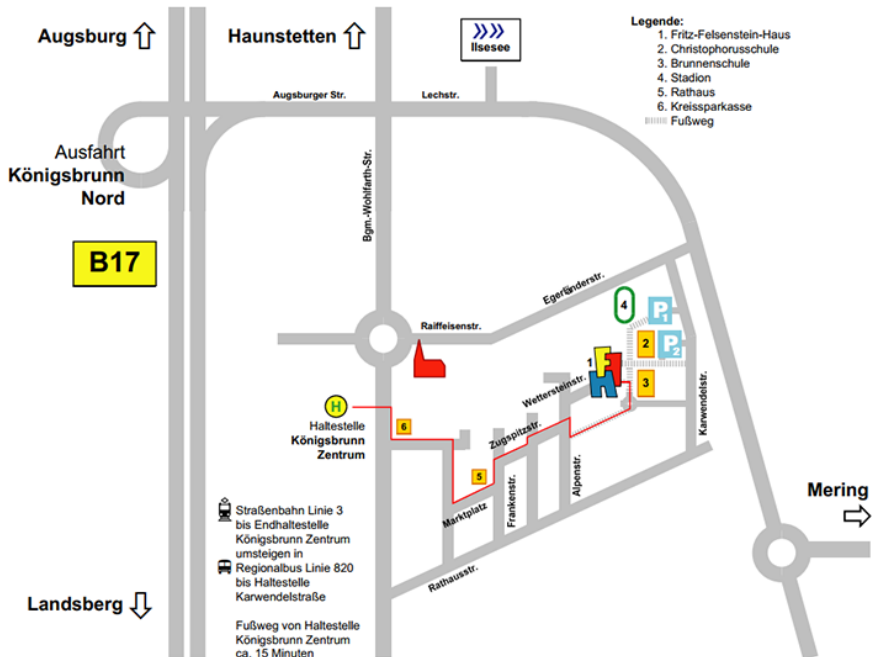 Augsburg
Haunstetten
Ilsesee
Legende:
1. Fritz-Felsenstein-Haus
2. Christophorusschule
3. Brunnenschule
4. Stadion
5. Rathaus
6. Kreissparkasse
Fußweg
Augsburger Str.
Lechstr.
Ausfahrt
Königsbrunn
Nord
Bgm.-Wohlfarth-Str.
B17
Egerländerstr.
4
P1
Raiffeisenstr.
2
P2
1
FFH
3
Wettersteinstr.
Karwendelstr.
H
Haltestelle
Königsbrunn
Zentrum
6
Zugspitzstr.
5
Marktplatz
Frankenstr.
Alpenstr.
Rathausstr.
Mering
Straßenbahn Linie 3
bis Endhaltestelle
Königsbrunn Zentrum
umsteigen in
Regionalbus Linie 820
bis Haltestelle
Karwendelstraße
Landsberg
Fußweg von Haltestelle
Königsbrunn Zentrum
ca. 15 Minuten